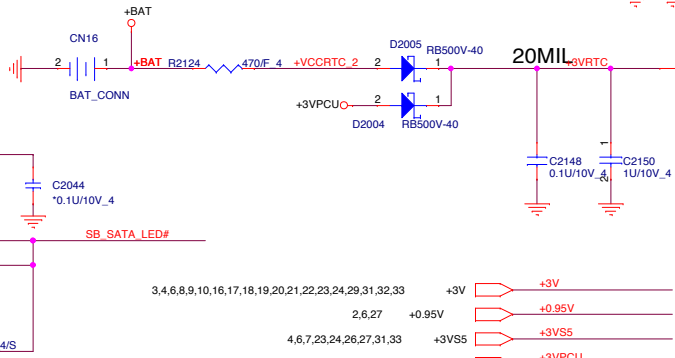 +BAT
CN16
2 1 +BAT R2124 470/F_4 +VCCRTC_2 2 D2005 1 RB500V-40 20MIL +3VRTC
BAT_CONN
+3VPCU 2 1
D2004 RB500V-40
C2148
0.1U/10V_4
1
2
C2150
1U/10V_4
C2044
*0.1U/10V_4
SB_SATA_LED#
3,4,6,8,9,10,16,17,18,19,20,21,22,23,24,29,31,32,33 +3V +3V
2,6,27 +0.95V +0.95V
4,6,7,23,24,26,27,31,33 +3VS5 +3VS5
4/S
+3VPCU